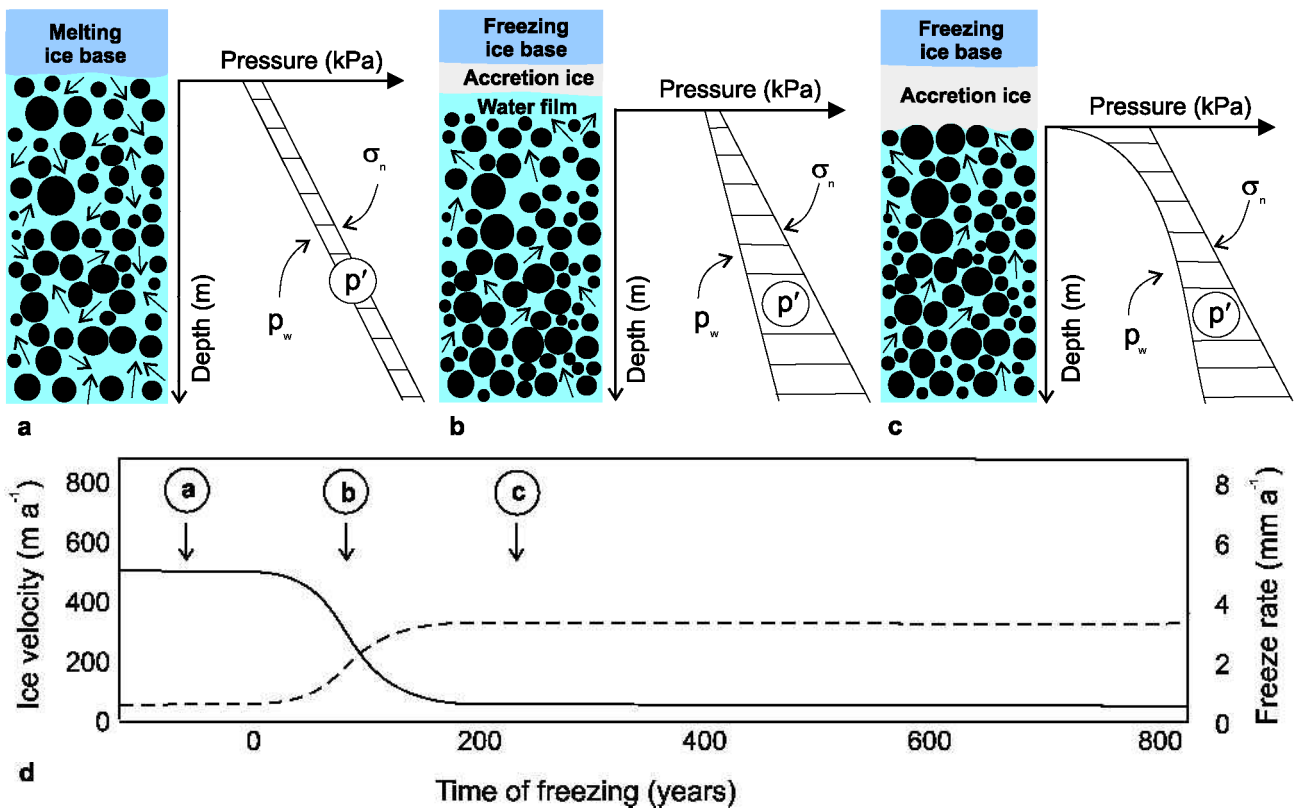 Melting
ice base
Pressure (kPa)
σn
p'
pw
Depth (m)
a
Freezing
ice base
Accretion ice
Water film
Pressure (kPa)
σn
p'
pw
Depth (m)
b
Freezing
ice base
Accretion ice
Pressure (kPa)
σn
p'
pw
Depth (m)
c
a
b
c
Ice velocity (m a⁻¹)
800
600
400
200
0
8
6
4
2
0
Freeze rate (mm a⁻¹)
0 200 400 600 800
d
Time of freezing (years)